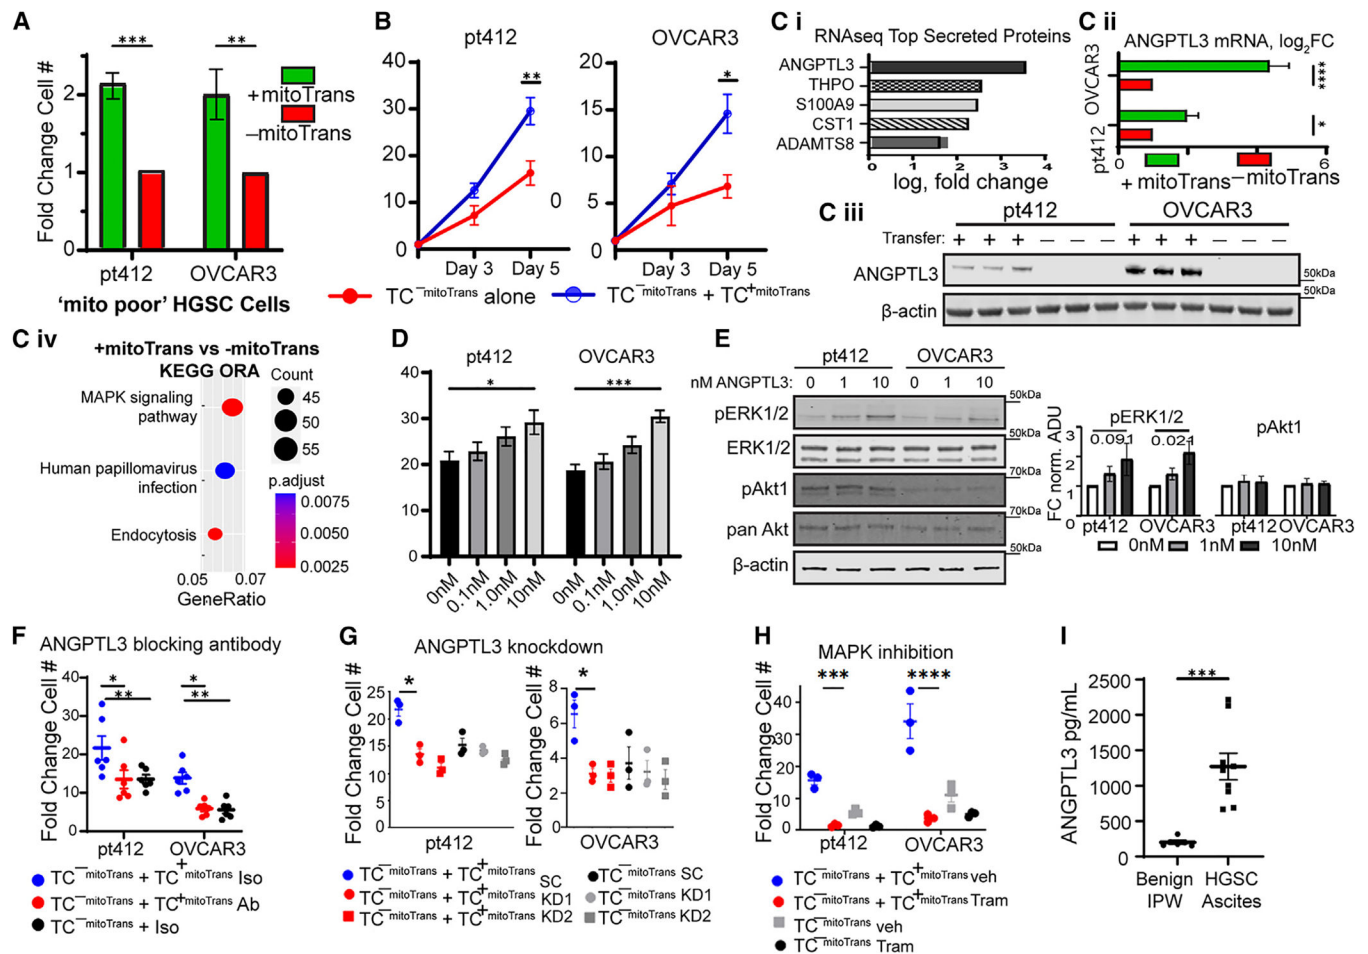 A
***
**
Fold Change Cell #
2
1
0
+mitoTrans
–mitoTrans
pt412
OVCAR3
'mito poor' HGSC Cells
B
pt412
OVCAR3
40
30
20
10
0
**
0
20
15
10
5
0
*
Day 3
Day 5
Day 3
Day 5
TC–mitoTrans alone
TC–mitoTrans + TC+mitoTrans
C i
RNAseq Top Secreted Proteins
ANGPTL3
THPO
S100A9
CST1
ADAMTS8
0 1 2 3 4
log, fold change
C ii
ANGPTL3 mRNA, log2FC
OVCAR3
pt412
****
*
0
6
+ mitoTrans
–mitoTrans
C iii
pt412
OVCAR3
Transfer: + + + — — — + + + — — —
ANGPTL3
50kDa
50kDa
β-actin
C iv
+mitoTrans vs -mitoTrans
KEGG ORA
MAPK signaling
pathway
Human papillomavirus
infection
Endocytosis
0.05
0.07
GeneRatio
Count
45
50
55
p.adjust
0.0075
0.0050
0.0025
D
pt412
OVCAR3
*
***
40
30
20
10
0
0nM
0.1nM
1.0nM
10nM
0nM
0.1nM
1.0nM
10nM
E
pt412
OVCAR3
nM ANGPTL3: 0 1 10 0 1 10
50kDa
pERK1/2
ERK1/2
70kDa
pAkt1
70kDa
pan Akt
50kDa
β-actin
pERK1/2
pAkt1
FC norm. ADU
3
2
1
0
0.091
0.021
pt412
OVCAR3
pt412
OVCAR3
0nM
1nM
10nM
F
ANGPTL3 blocking antibody
Fold Change Cell #
40
30
20
10
0
*
**
*
**
pt412
OVCAR3
TC–mitoTrans + TC+mitoTrans Iso
TC–mitoTrans + TC+mitoTrans Ab
TC–mitoTrans + Iso
G
ANGPTL3 knockdown
Fold Change Cell #
25
20
15
10
5
0
*
pt412
Fold Change Cell #
8
6
4
2
0
*
OVCAR3
TC–mitoTrans + TC+mitoTrans SC
TC–mitoTrans + TC+mitoTrans KD1
TC–mitoTrans + TC+mitoTrans KD2
TC–mitoTrans SC
TC–mitoTrans KD1
TC–mitoTrans KD2
H
MAPK inhibition
Fold Change Cell #
40
30
20
10
0
***
****
pt412
OVCAR3
TC–mitoTrans + TC+mitoTrans veh
TC–mitoTrans + TC+mitoTrans Tram
TC–mitoTrans veh
TC–mitoTrans Tram
I
ANGPTL3 pg/mL
2500
2000
1500
1000
500
0
***
Benign
IPW
HGSC
Ascites